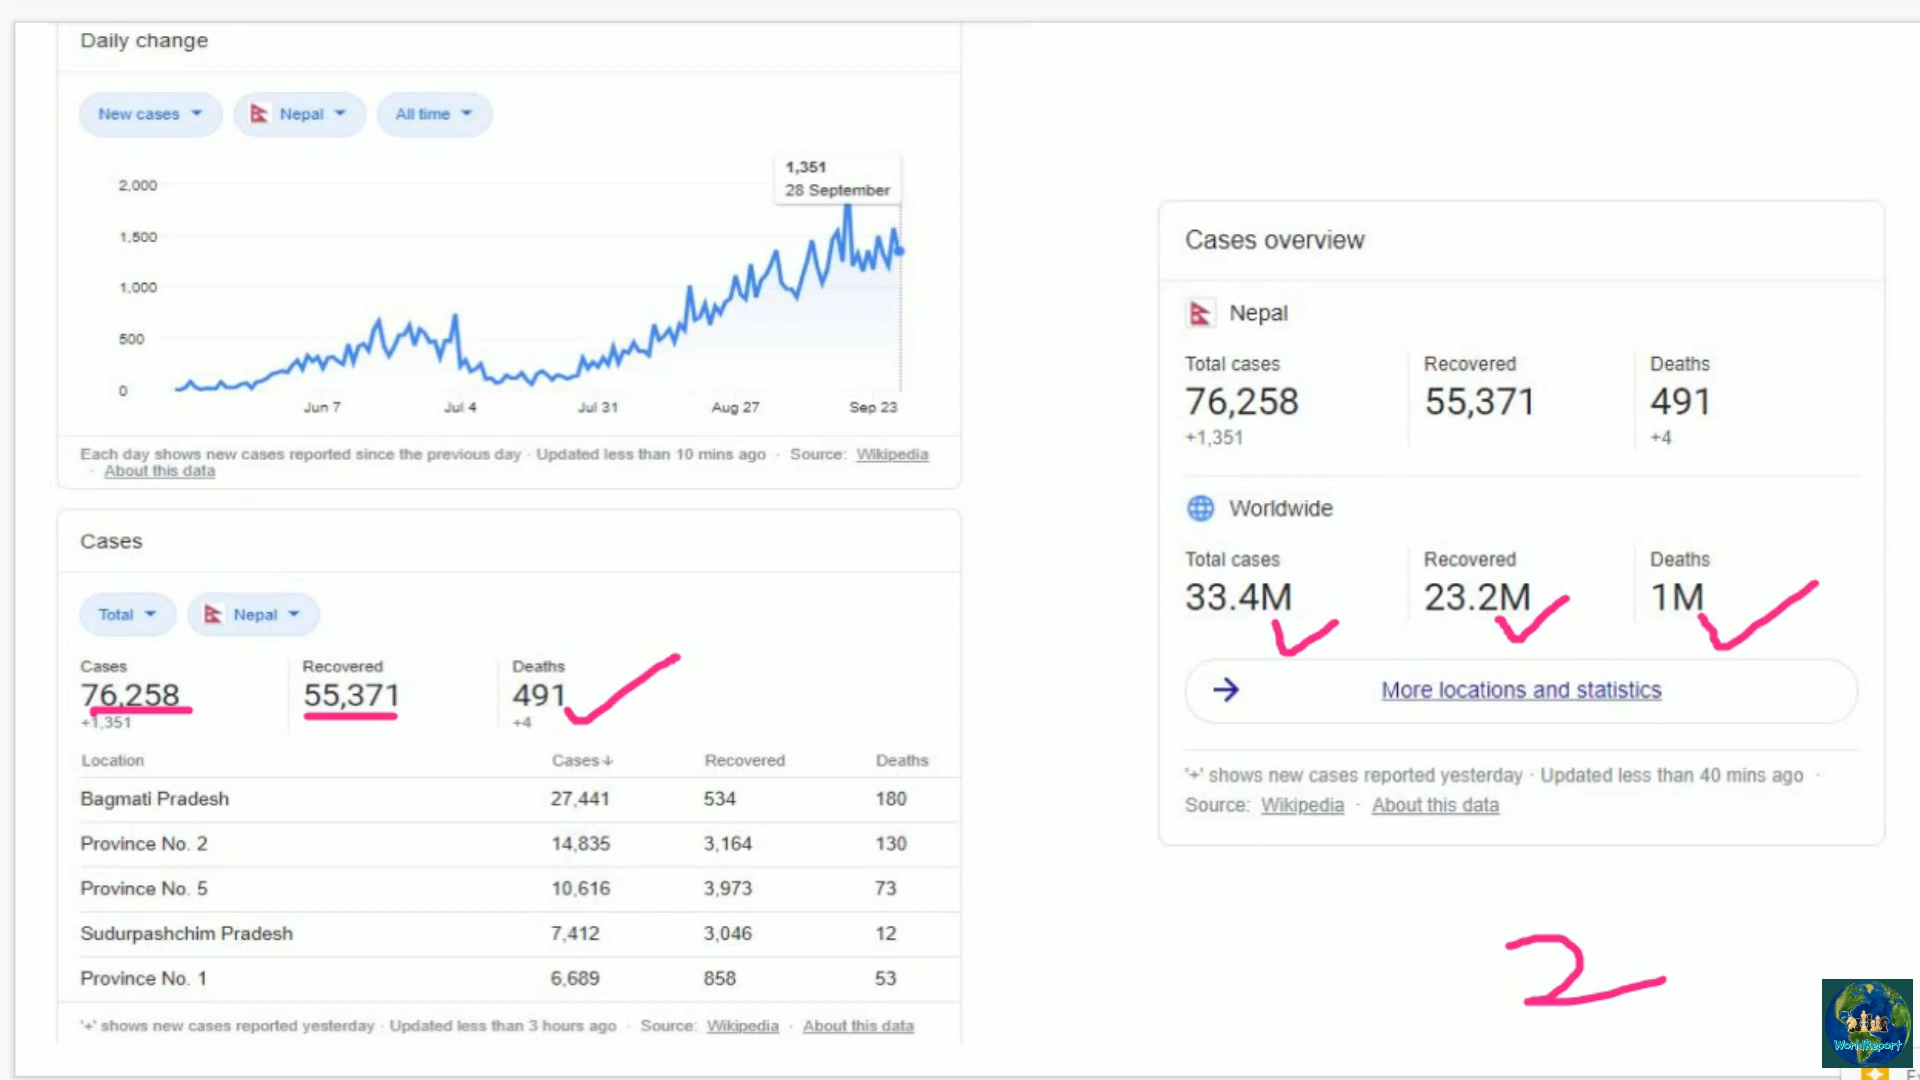 Daily change
New cases
Nepal
All time
1,351
28 September
2,000
1,500
1,000
500
0
Jun 7
Jul 4
Jul 31
Aug 27
Sep 23
Each day shows new cases reported since the previous day · Updated less than 10 mins ago · Source: Wikipedia
· About this data
Cases
Total
Nepal
Cases
Recovered
Deaths
76,258
55,371
491
+1,351
+4
Location Cases↓ Recovered Deaths
Bagmati Pradesh 27,441 534 180
Province No. 2 14,835 3,164 130
Province No. 5 10,616 3,973 73
Sudurpashchim Pradesh 7,412 3,046 12
Province No. 1 6,689 858 53
'+' shows new cases reported yesterday · Updated less than 3 hours ago · Source: Wikipedia · About this data
Cases overview
Nepal
Total cases Recovered Deaths
76,258 55,371 491
+1,351 +4
Worldwide
Total cases Recovered Deaths
33.4M 23.2M 1M
→ More locations and statistics
'+' shows new cases reported yesterday · Updated less than 40 mins ago ·
Source: Wikipedia · About this data
2
WorldReport